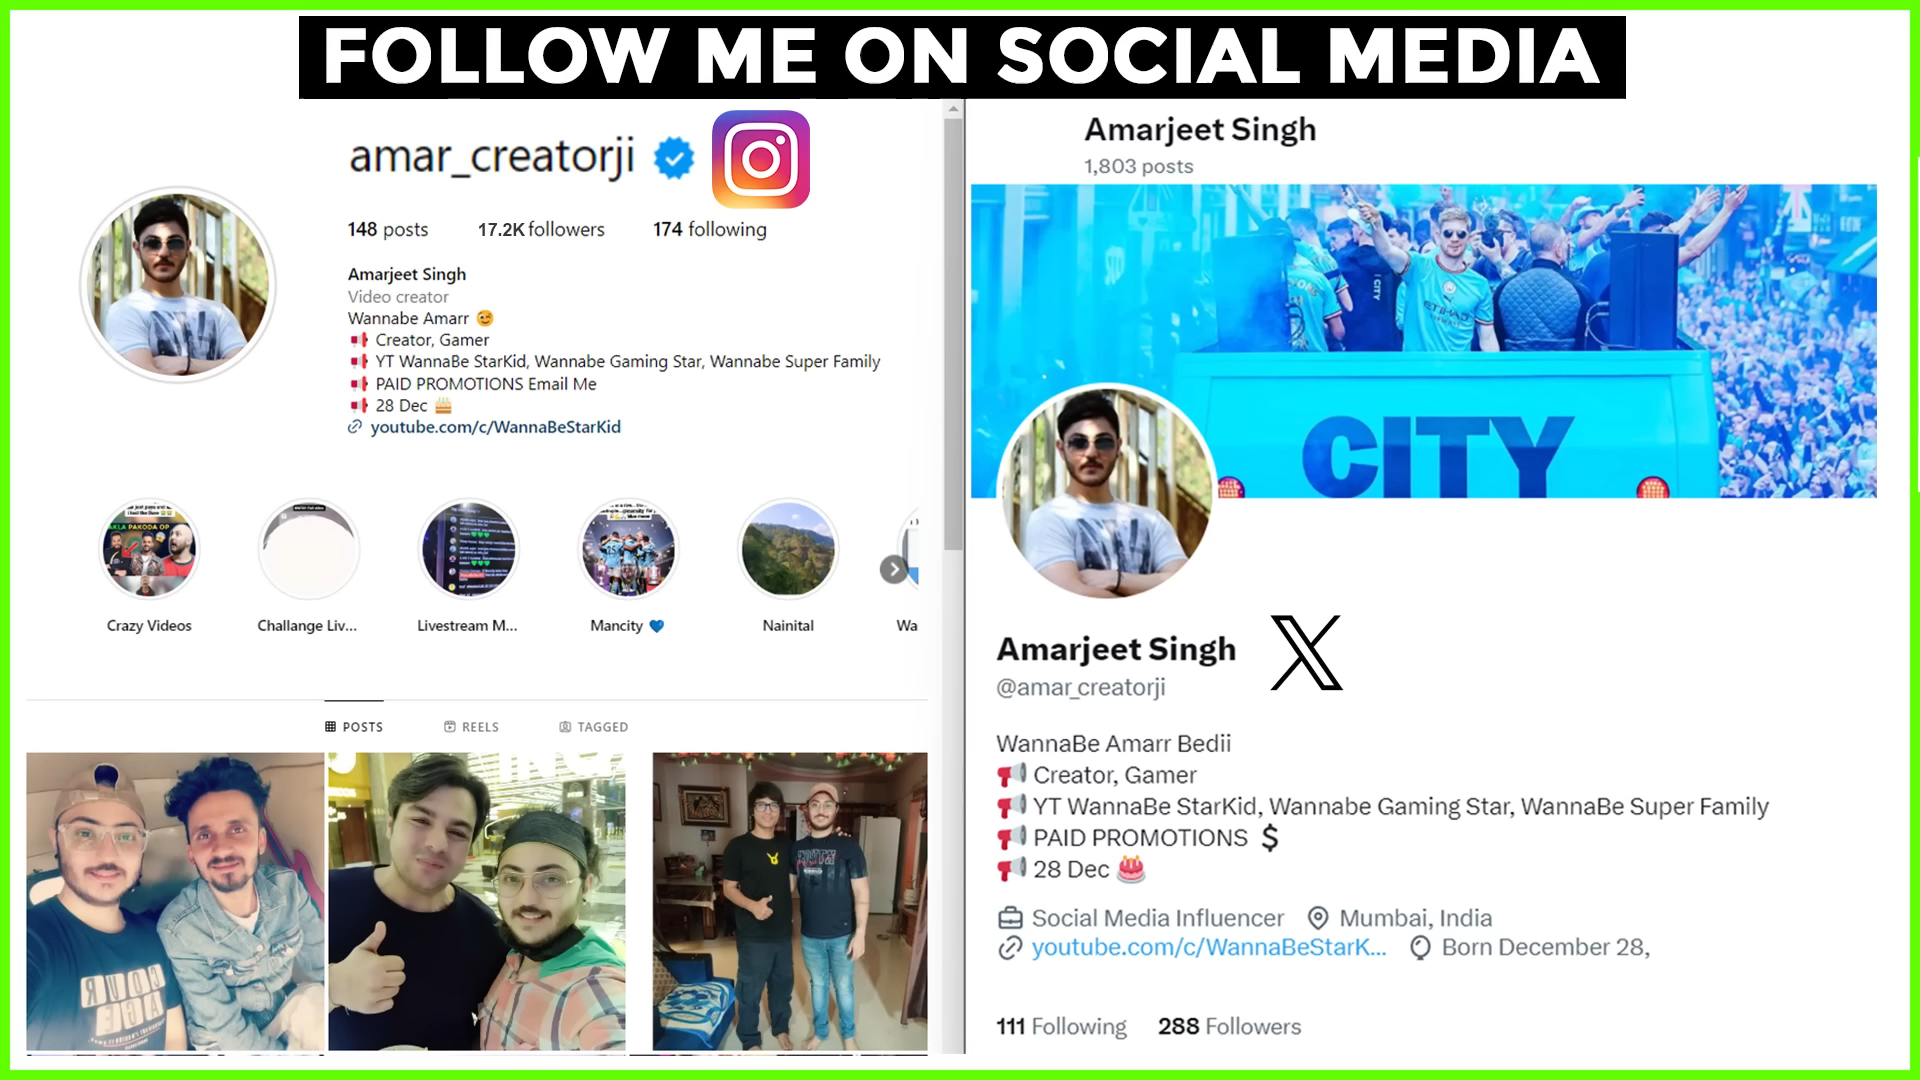 FOLLOW ME ON SOCIAL MEDIA
amar_creatorji
148 posts 17.2K followers 174 following
Amarjeet Singh
Video creator
Wannabe Amarr 😉
📢 Creator, Gamer
📢 YT WannaBe StarKid, Wannabe Gaming Star, Wannabe Super Family
📢 PAID PROMOTIONS Email Me
📢 28 Dec 🎂
youtube.com/c/WannaBeStarKid
Crazy Videos
Challange Liv...
Livestream M...
Mancity 💙
Nainital
Wa
POSTS
REELS
TAGGED
Amarjeet Singh
1,803 posts
CITY
Amarjeet Singh
@amar_creatorji
WannaBe Amarr Bedii
📢 Creator, Gamer
📢 YT WannaBe StarKid, Wannabe Gaming Star, WannaBe Super Family
📢 PAID PROMOTIONS $
📢 28 Dec 🎂
Social Media Influencer Mumbai, India
youtube.com/c/WannaBeStarK... Born December 28,
111 Following 288 Followers